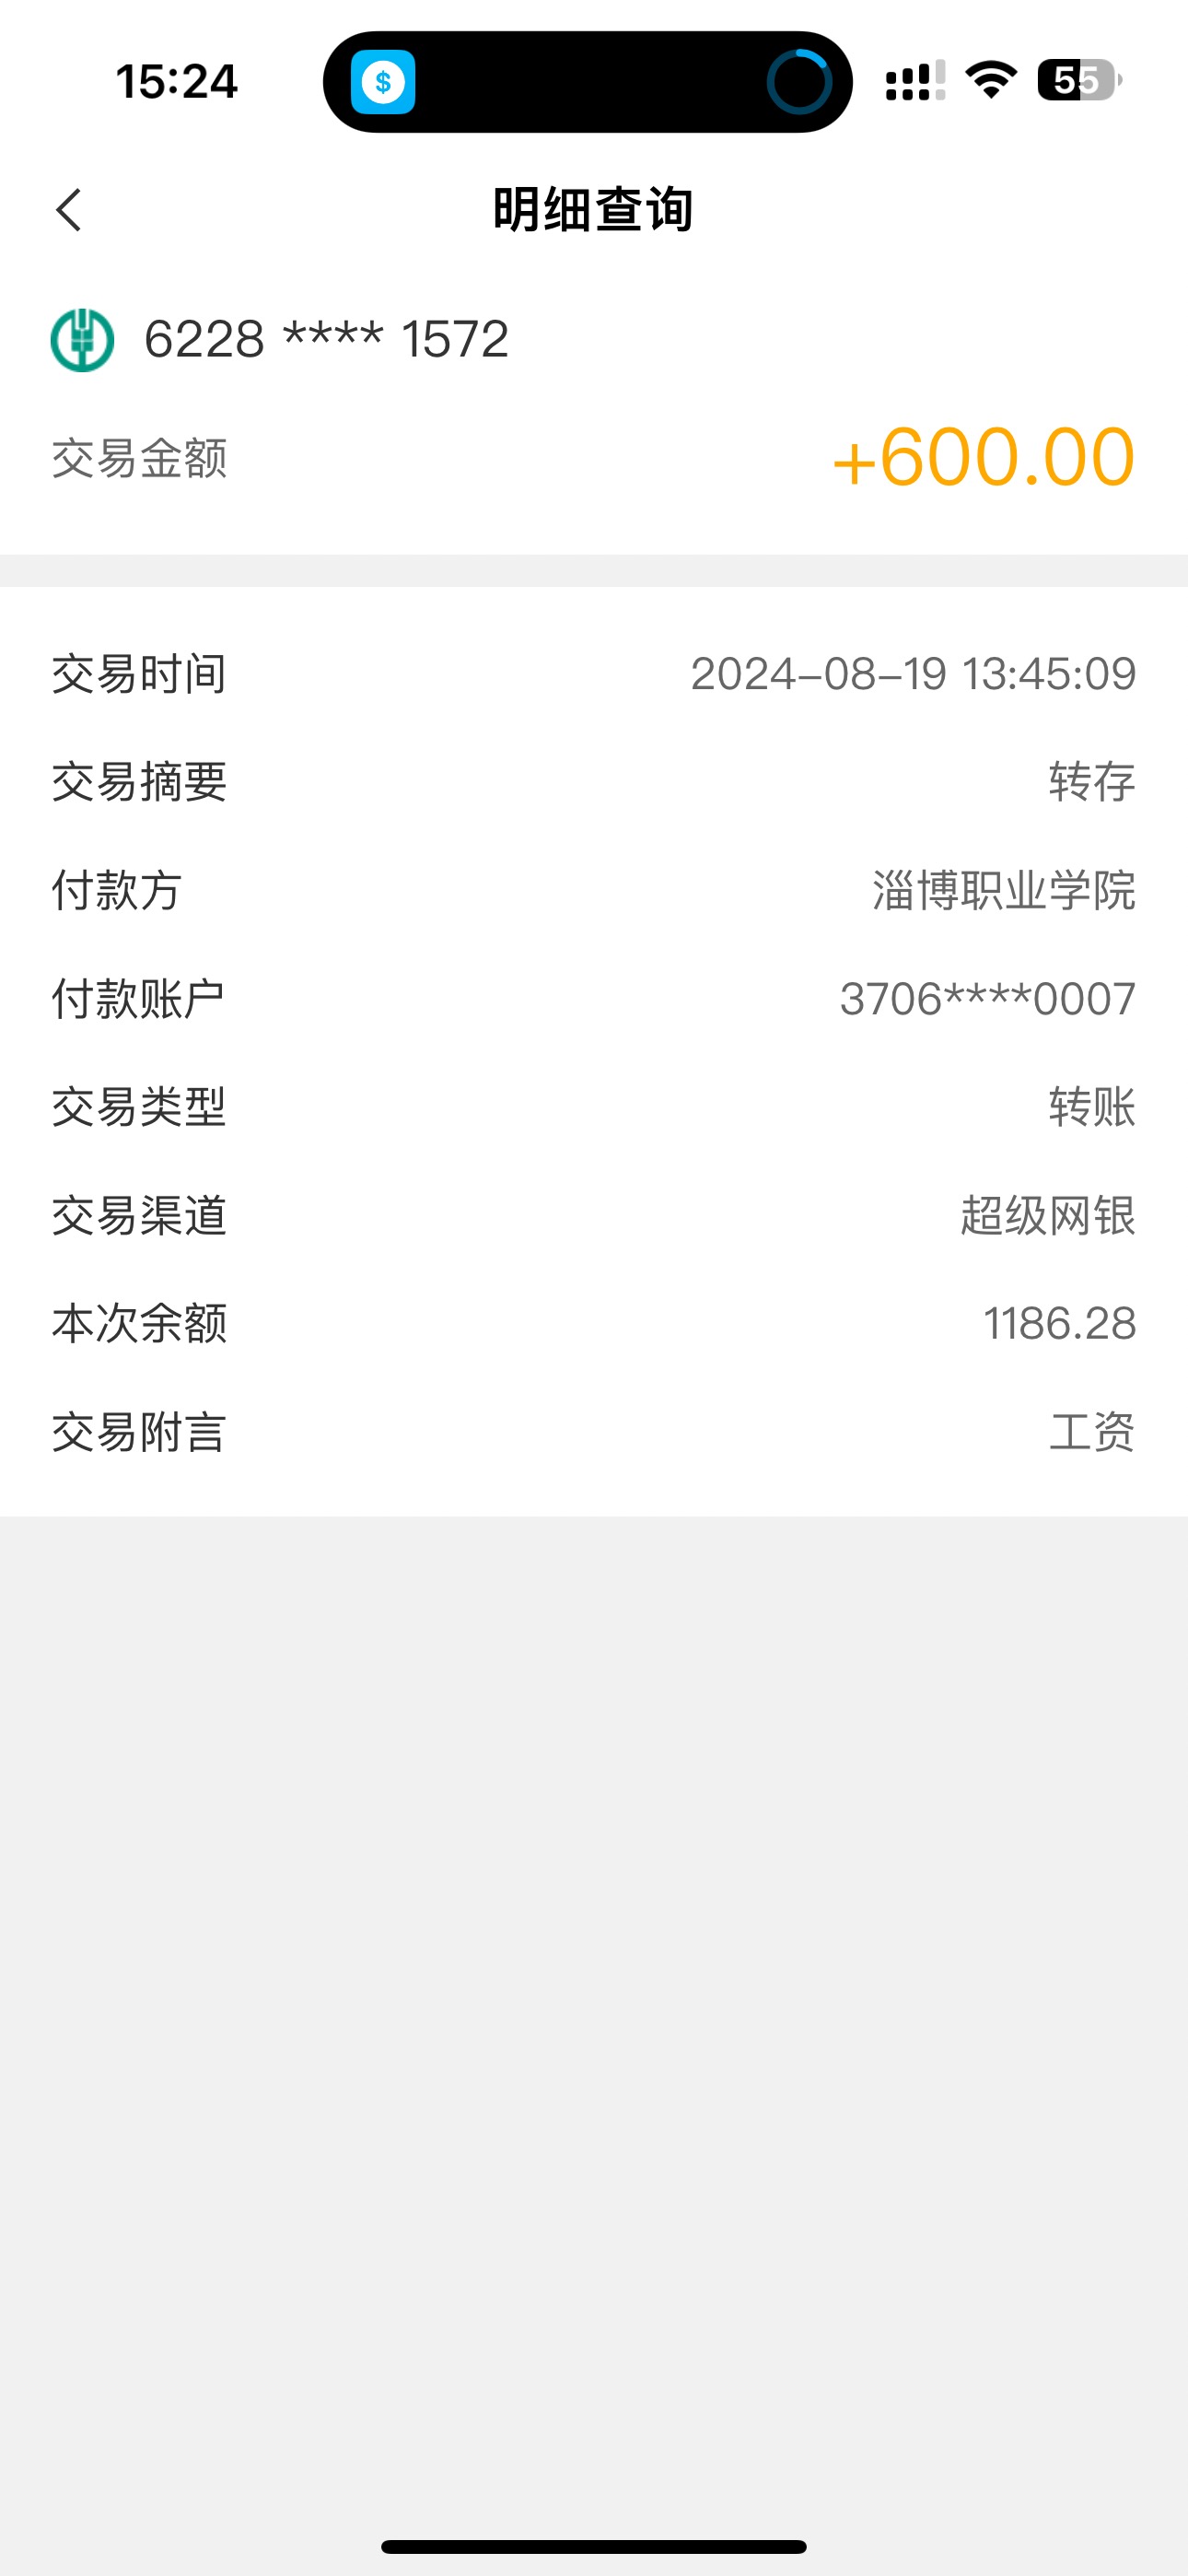 15:24
$
55
明细查询
6228 **** 1572
交易金额 +600.00
交易时间 2024-08-19 13:45:09
交易摘要 转存
付款方 淄博职业学院
付款账户 3706****0007
交易类型 转账
交易渠道 超级网银
本次余额 1186.28
交易附言 工资